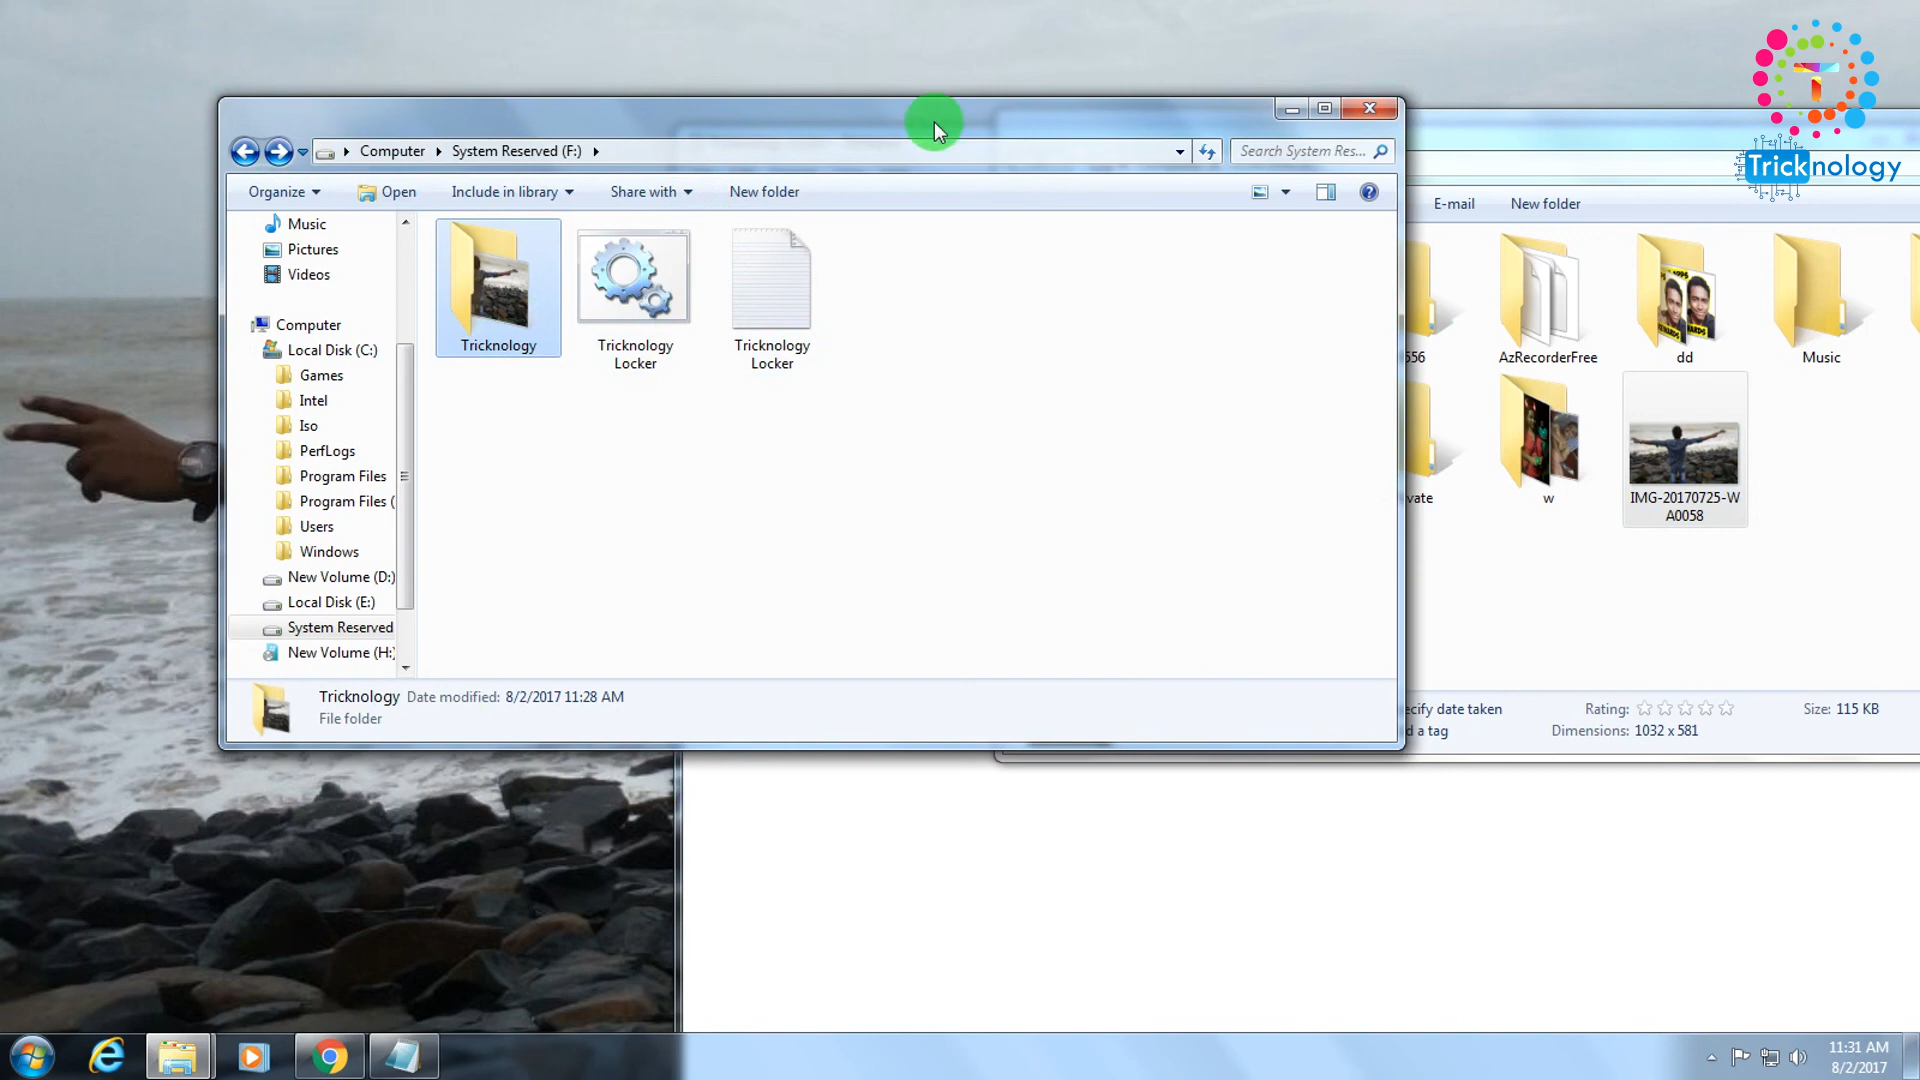 Tricknology
Computer
System Reserved (F:)
Search System Res...
Organize
Open
Include in library
Share with
New folder
E-mail
New folder
Music
Pictures
Videos
Computer
Local Disk (C:)
Games
Intel
Iso
PerfLogs
Program Files
Program Files (
Users
Windows
New Volume (D:)
Local Disk (E:)
System Reserved
New Volume (H:)
Tricknology
Tricknology
Locker
Tricknology
Locker
556
AzRecorderFree
dd
Music
vate
w
IMG-20170725-W
A0058
Tricknology Date modified: 8/2/2017 11:28 AM
File folder
ecify date taken
Rating:
Size: 115 KB
d a tag
Dimensions: 1032 x 581
11:31 AM
8/2/2017